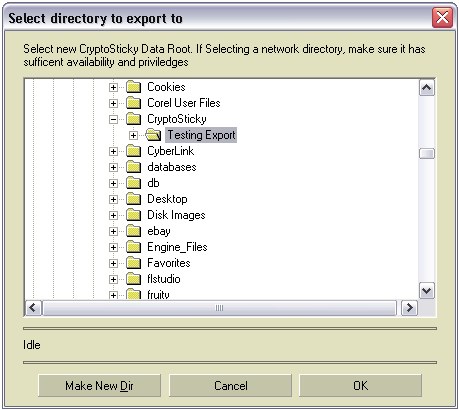 Select directory to export to
Select new CryptoSticky Data Root. If Selecting a network directory, make sure it has
sufficent availability and priviledges
Cookies
Corel User Files
CryptoSticky
Testing Export
CyberLink
databases
db
Desktop
Disk Images
ebay
Engine_Files
Favorites
flstudio
fruity
Idle
Make New Dir
Cancel
OK